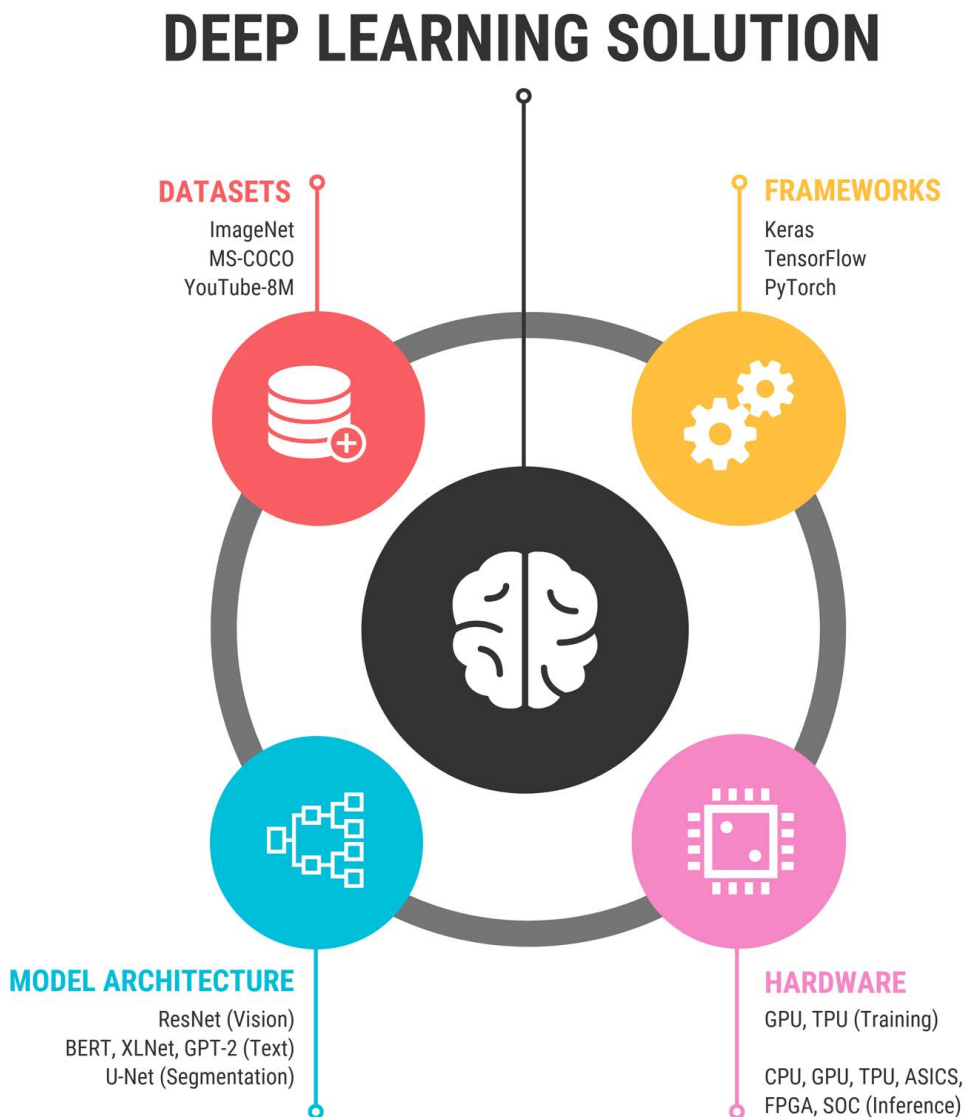 DEEP LEARNING SOLUTION
DATASETS
ImageNet
MS-COCO
YouTube-8M
FRAMEWORKS
Keras
TensorFlow
PyTorch
MODEL ARCHITECTURE
ResNet (Vision)
BERT, XLNet, GPT-2 (Text)
U-Net (Segmentation)
HARDWARE
GPU, TPU (Training)
CPU, GPU, TPU, ASICS,
FPGA, SOC (Inference)